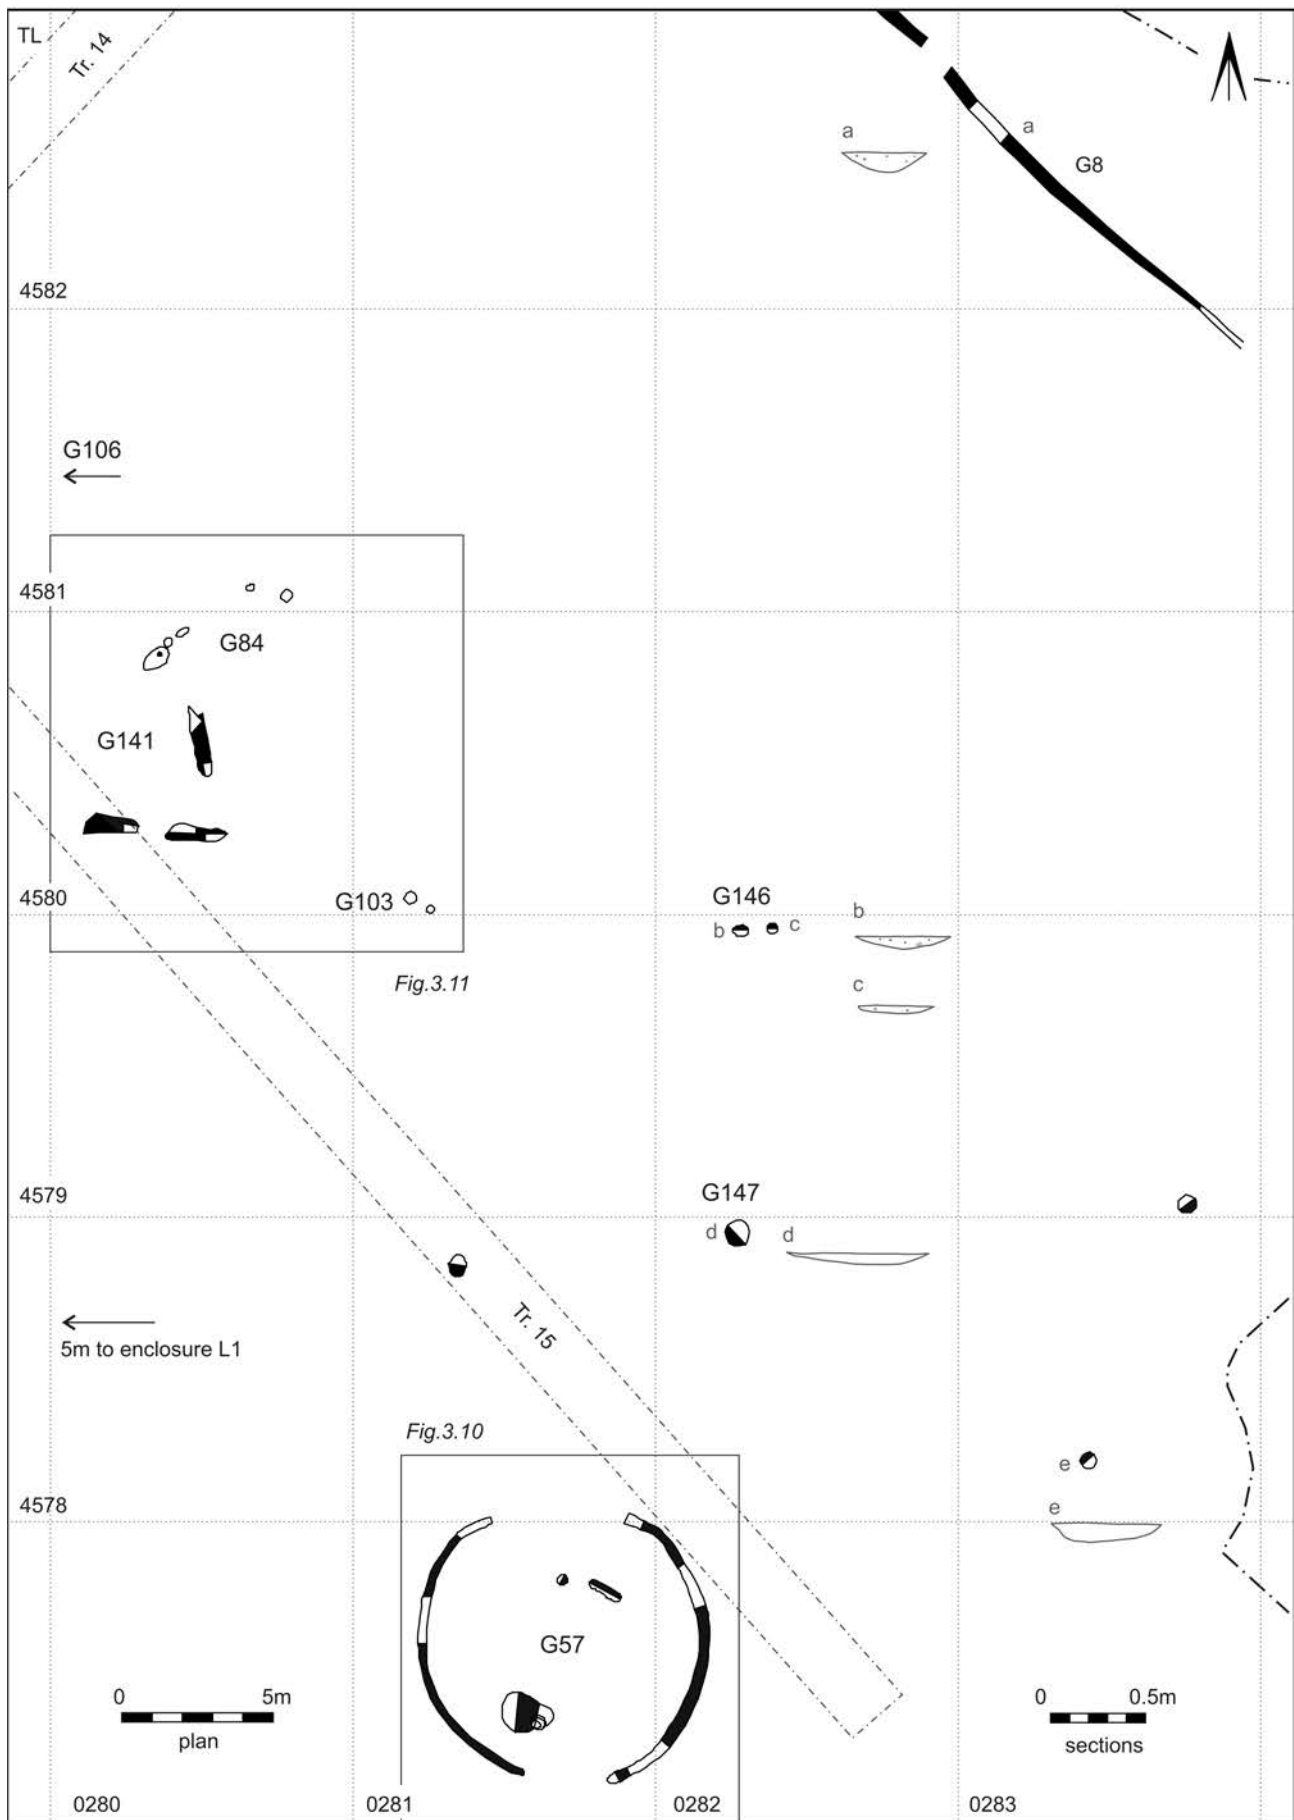 TL
Tr. 14
a
a
G8
4582
G106
4581
G84
G141
4580
G103
G146
b
c
b
Fig.3.11
c
4579
G147
d
d
Tr. 15
5m to enclosure L1
Fig.3.10
e
4578
e
G57
0 5m
plan
0 0.5m
sections
0280 0281 0282 0283